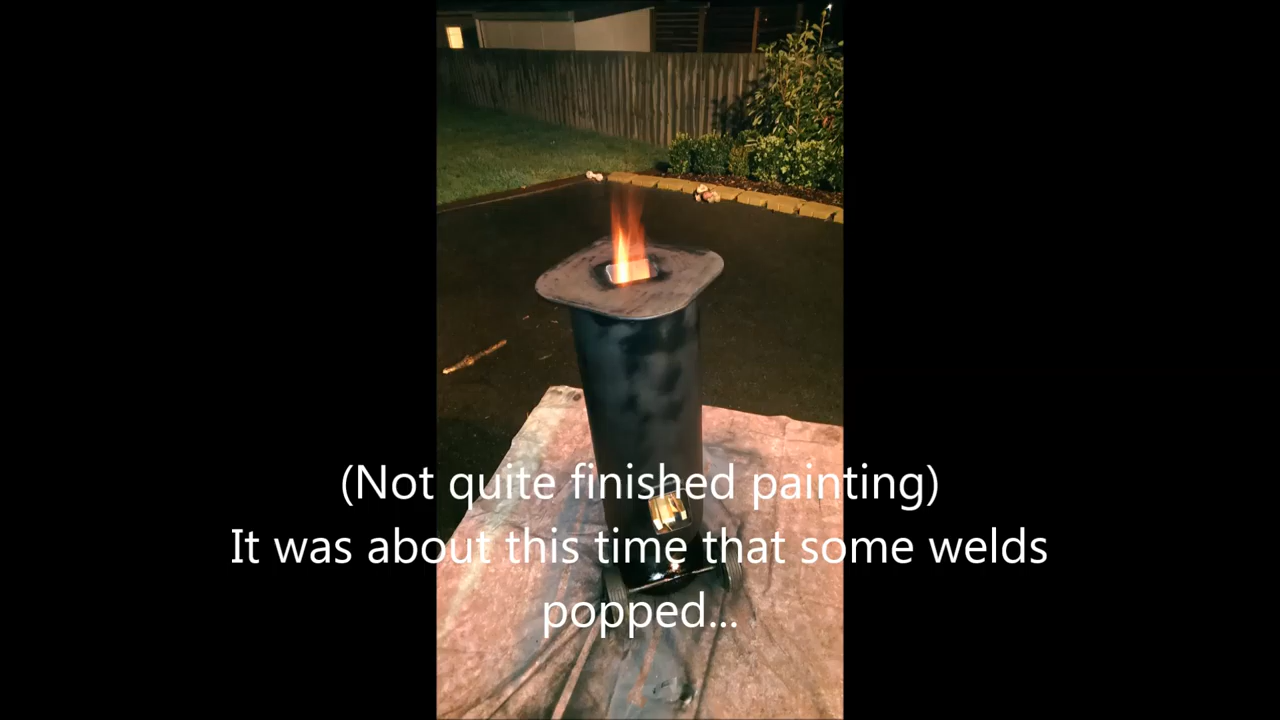 (Not quite finished painting)
It was about this time that some welds
popped...